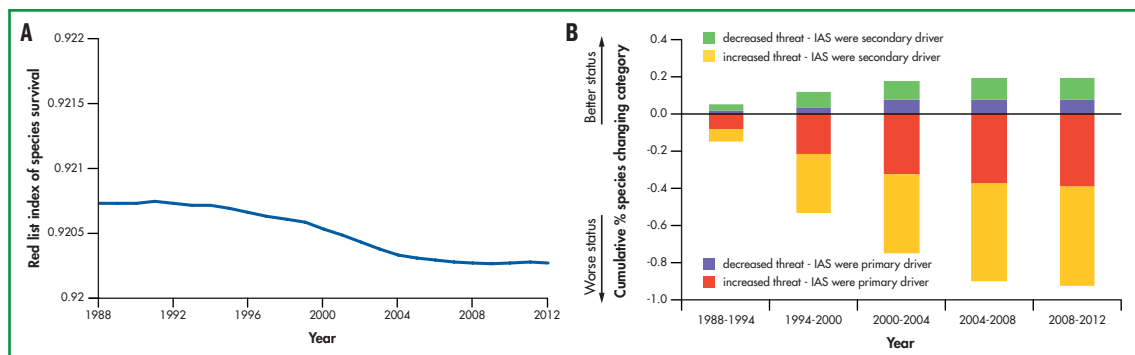 A
Red list index of species survival
0.922
0.9215
0.921
0.9205
0.92
1988
1992
1996
2000
2004
2008
2012
Year
B
Better status
Worse status
Cumulative % species changing category
decreased threat - IAS were secondary driver
increased threat - IAS were secondary driver
0.4
0.2
0.0
-0.2
-0.4
-0.6
-0.8
-1.0
decreased threat - IAS were primary driver
increased threat - IAS were primary driver
1988-1994
1994-2000
2000-2004
2004-2008
2008-2012
Year